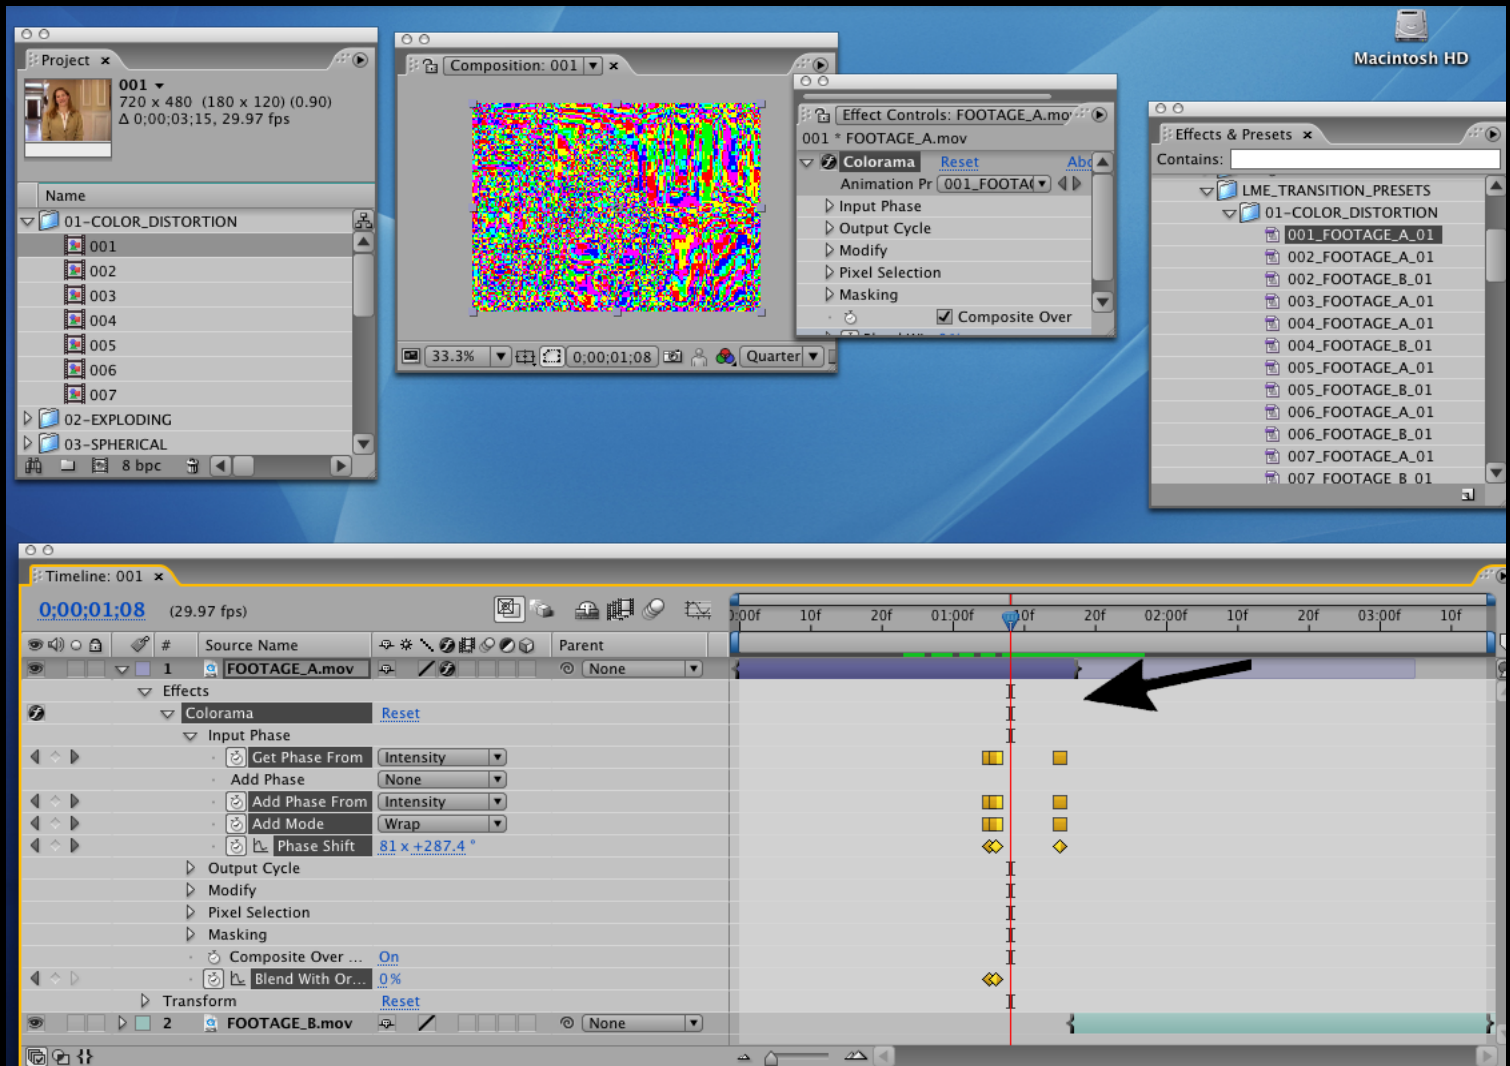 Macintosh HD
Project
001
720 x 480 (180 x 120) (0.90)
Δ 0;00;03;15, 29.97 fps
Name
01-COLOR_DISTORTION
001
002
003
004
005
006
007
02-EXPLODING
03-SPHERICAL
8 bpc
Composition: 001
33.3%
0;00;01;08
Quarter
Effect Controls: FOOTAGE_A.mo
001 * FOOTAGE_A.mov
Colorama Reset Abo
Animation Pr 001_FOOTA
Input Phase
Output Cycle
Modify
Pixel Selection
Masking
Composite Over
Effects & Presets
Contains:
LME_TRANSITION_PRESETS
01-COLOR_DISTORTION
001_FOOTAGE_A_01
002_FOOTAGE_A_01
002_FOOTAGE_B_01
003_FOOTAGE_A_01
004_FOOTAGE_A_01
004_FOOTAGE_B_01
005_FOOTAGE_A_01
005_FOOTAGE_B_01
006_FOOTAGE_A_01
006_FOOTAGE_B_01
007_FOOTAGE_A_01
007_FOOTAGE_B_01
Timeline: 001
0;00;01;08 (29.97 fps)
0:00f 10f 20f 01:00f 10f 20f 02:00f 10f 20f 03:00f 10f
# Source Name Parent
1 FOOTAGE_A.mov None
Effects
Colorama Reset
Input Phase
Get Phase From Intensity
Add Phase None
Add Phase From Intensity
Add Mode Wrap
Phase Shift 81 x +287.4 °
Output Cycle
Modify
Pixel Selection
Masking
Composite Over ... On
Blend With Or... 0%
Transform Reset
2 FOOTAGE_B.mov None